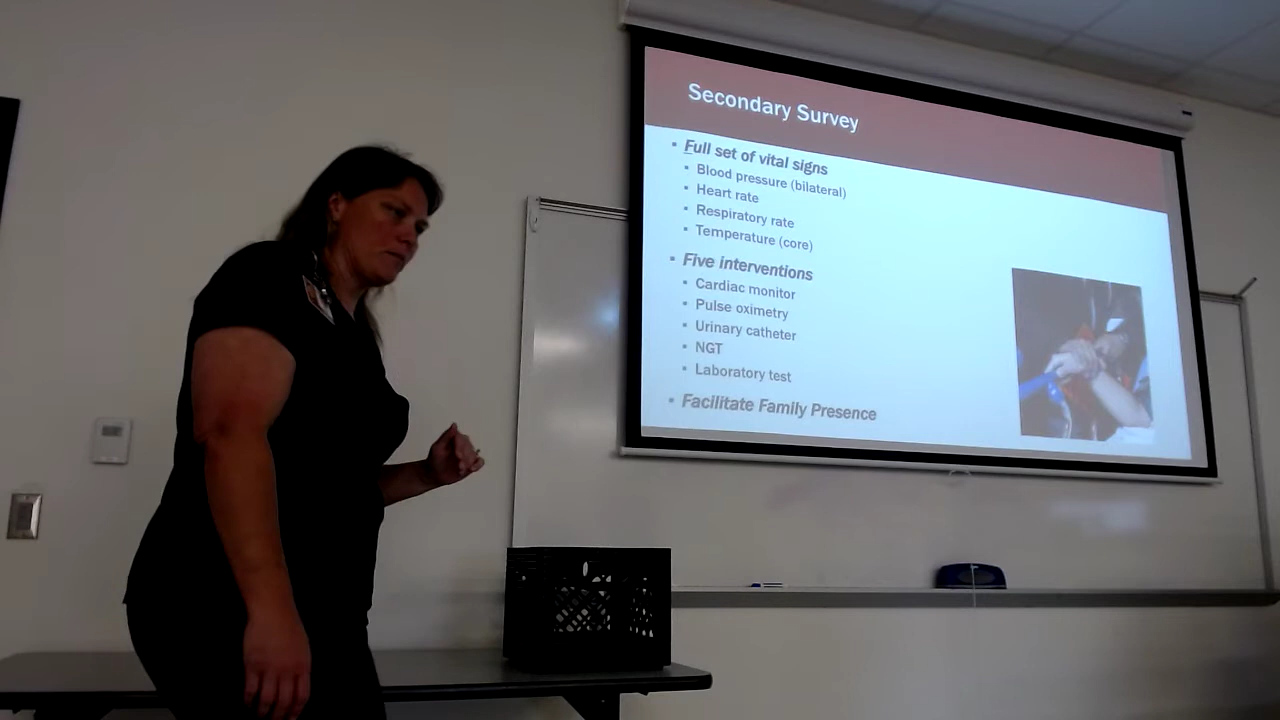 Secondary Survey
Full set of vital signs
Blood pressure (bilateral)
Heart rate
Respiratory rate
Temperature (core)
Five interventions
Cardiac monitor
Pulse oximetry
Urinary catheter
NGT
Laboratory test
Facilitate Family Presence